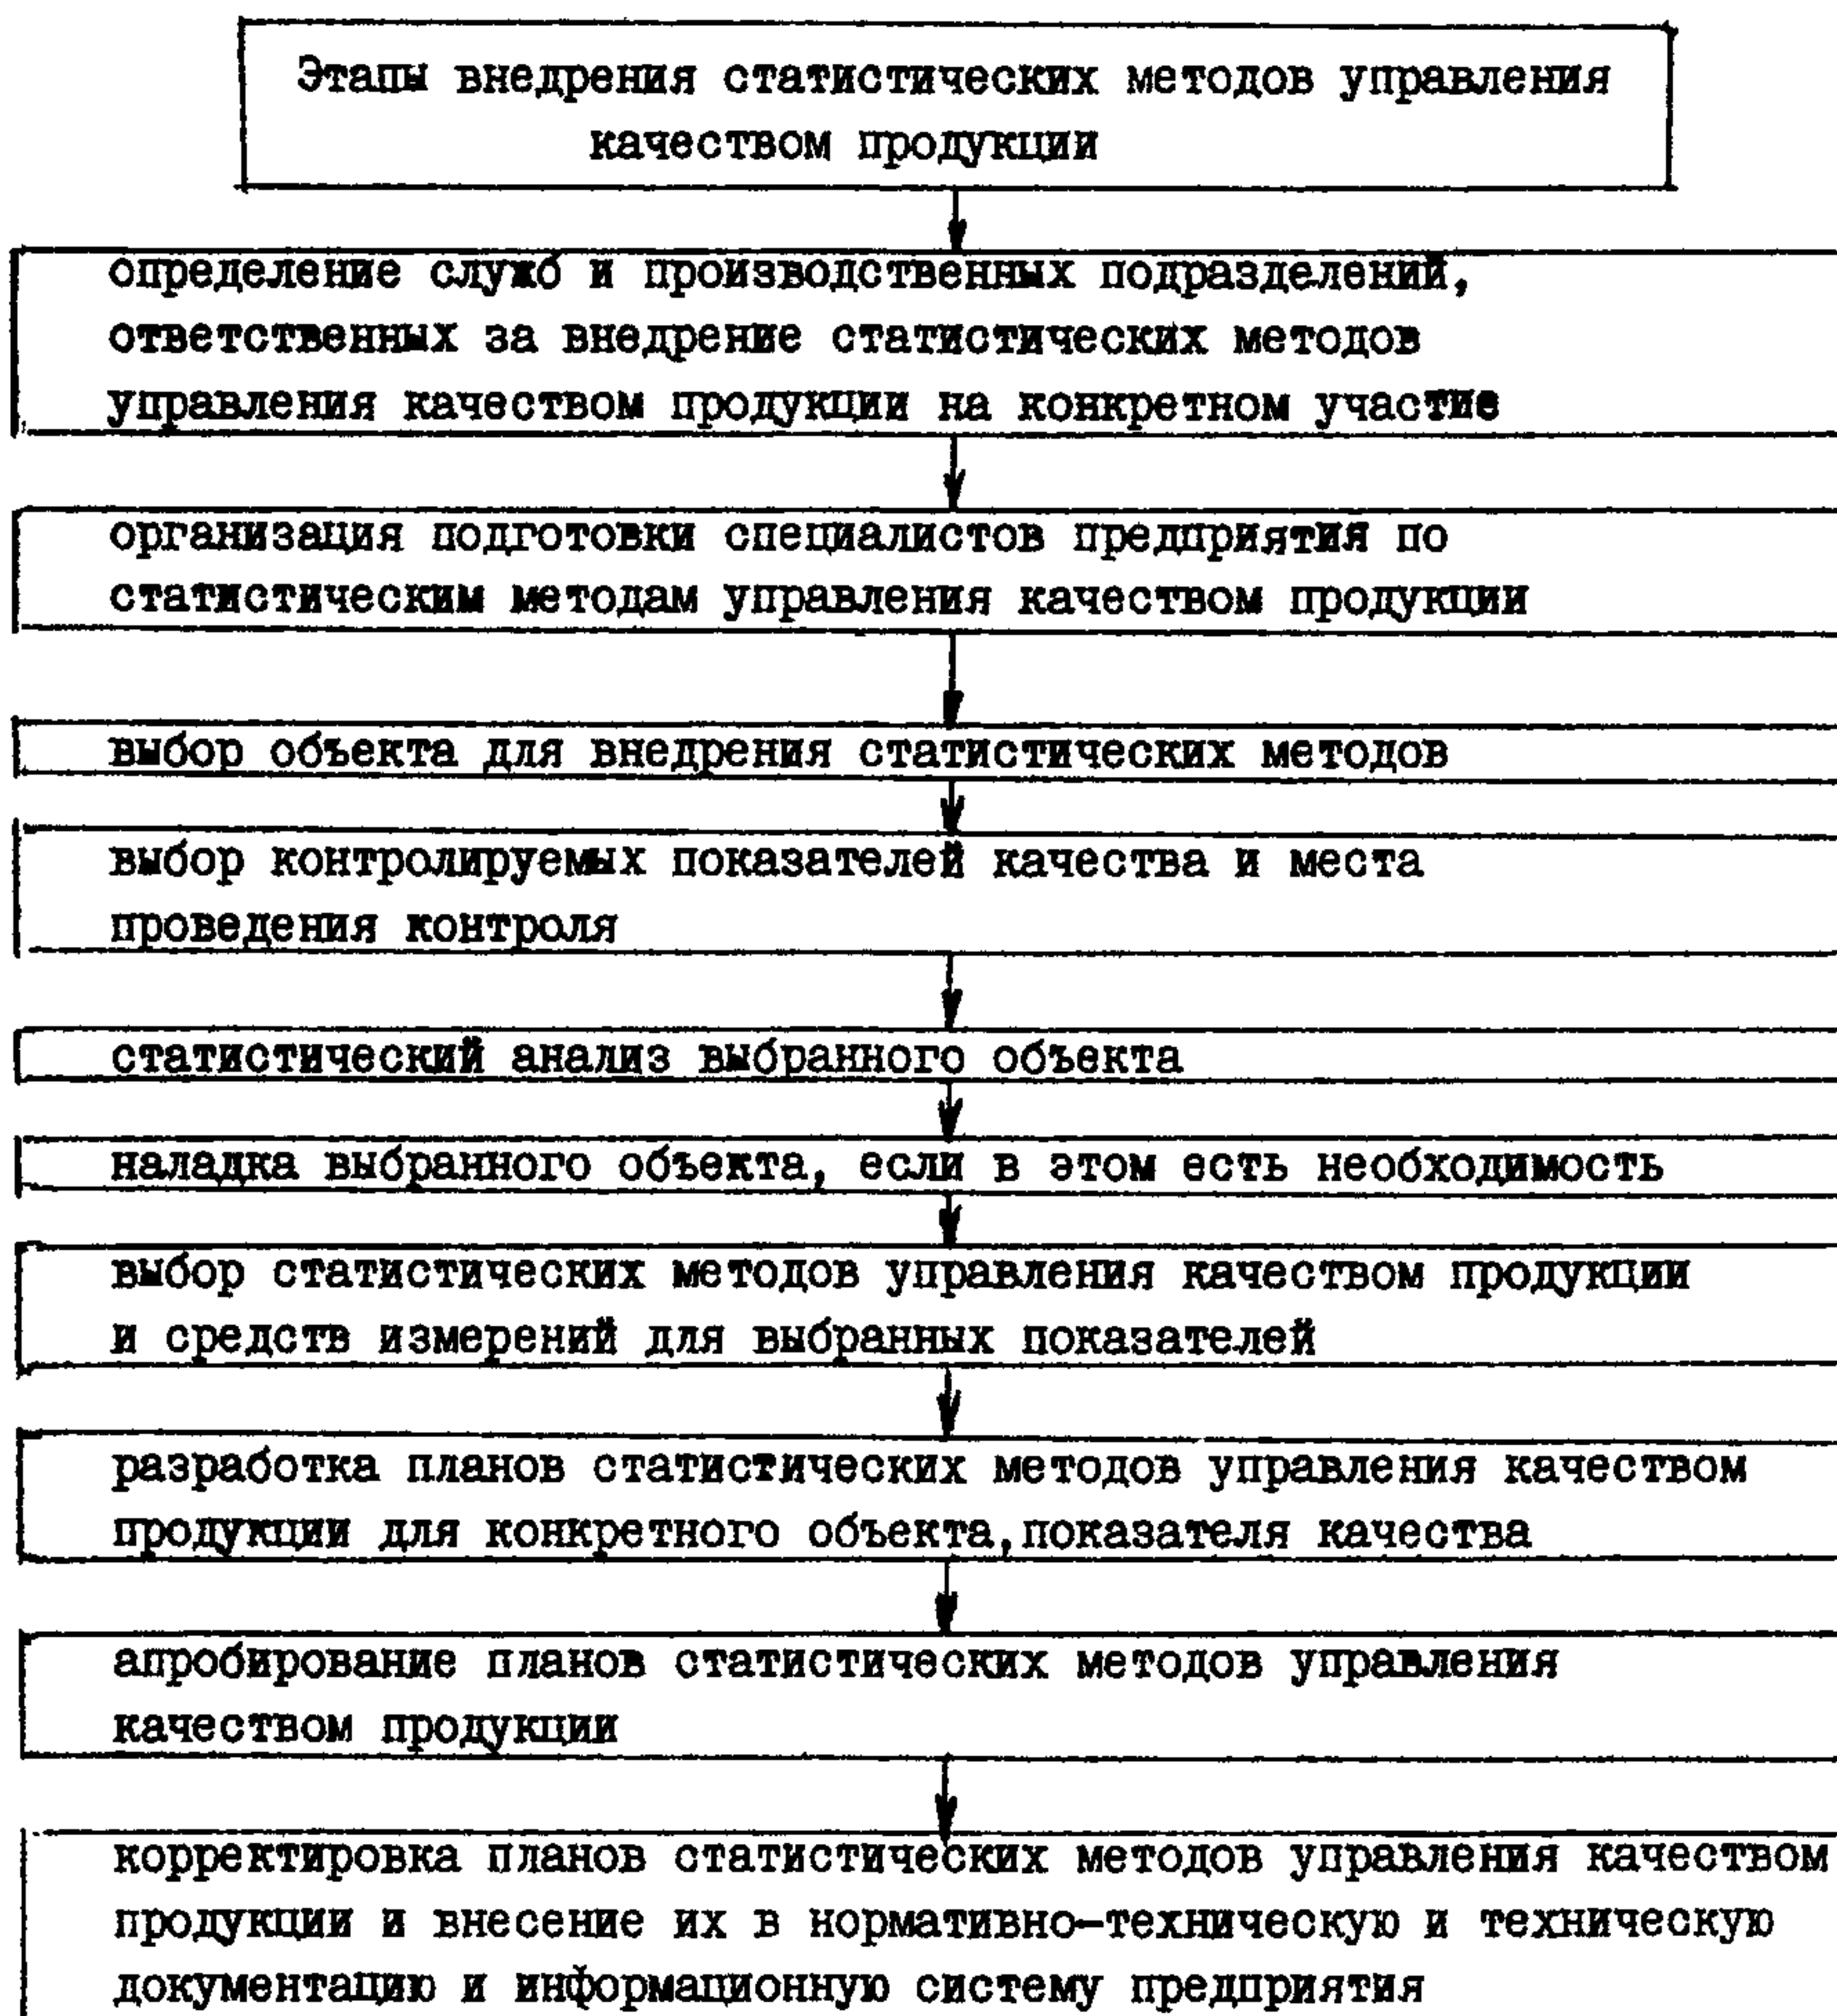 Этапы внедрения статистических методов управления
качеством продукции
определение служб и производственных подразделений,
ответственных за внедрение статистических методов
управления качеством продукции на конкретном участие
организация подготовки специалистов предприятия по
статистическим методам управления качеством продукции
выбор объекта для внедрения статистических методов
выбор контролируемых показателей качества и места
проведения контроля
статистический анализ выбранного объекта
наладка выбранного объекта, если в этом есть необходимость
выбор статистических методов управления качеством продукции
и средств измерений для выбранных показателей
разработка планов статистических методов управления качеством
продукции для конкретного объекта,показателя качества
апробирование планов статистических методов управления
качеством продукции
корректировка планов статистических методов управления качеством
продукции и внесение их в нормативно-техническую и техническую
документацию и информационную систему предприятия